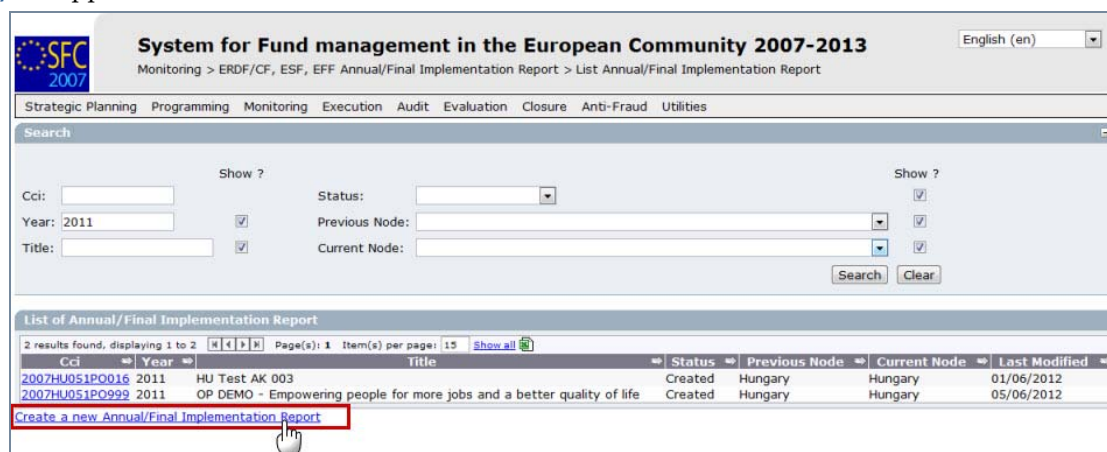 SFC
2007
System for Fund management in the European Community 2007-2013
English (en)
Monitoring > ERDF/CF, ESF, EFF Annual/Final Implementation Report > List Annual/Final Implementation Report
Strategic Planning Programming Monitoring Execution Audit Evaluation Closure Anti-Fraud Utilities
Search
Show ? Show ?
Cci: Status:
Year: 2011 Previous Node:
Title: Current Node:
Search Clear
List of Annual/Final Implementation Report
2 results found, displaying 1 to 2 Page(s): 1 Item(s) per page: 15 Show all
Cci Year Title Status Previous Node Current Node Last Modified
2007HU051PO016 2011 HU Test AK 003 Created Hungary Hungary 01/06/2012
2007HU051PO999 2011 OP DEMO - Empowering people for more jobs and a better quality of life Created Hungary Hungary 05/06/2012
Create a new Annual/Final Implementation Report